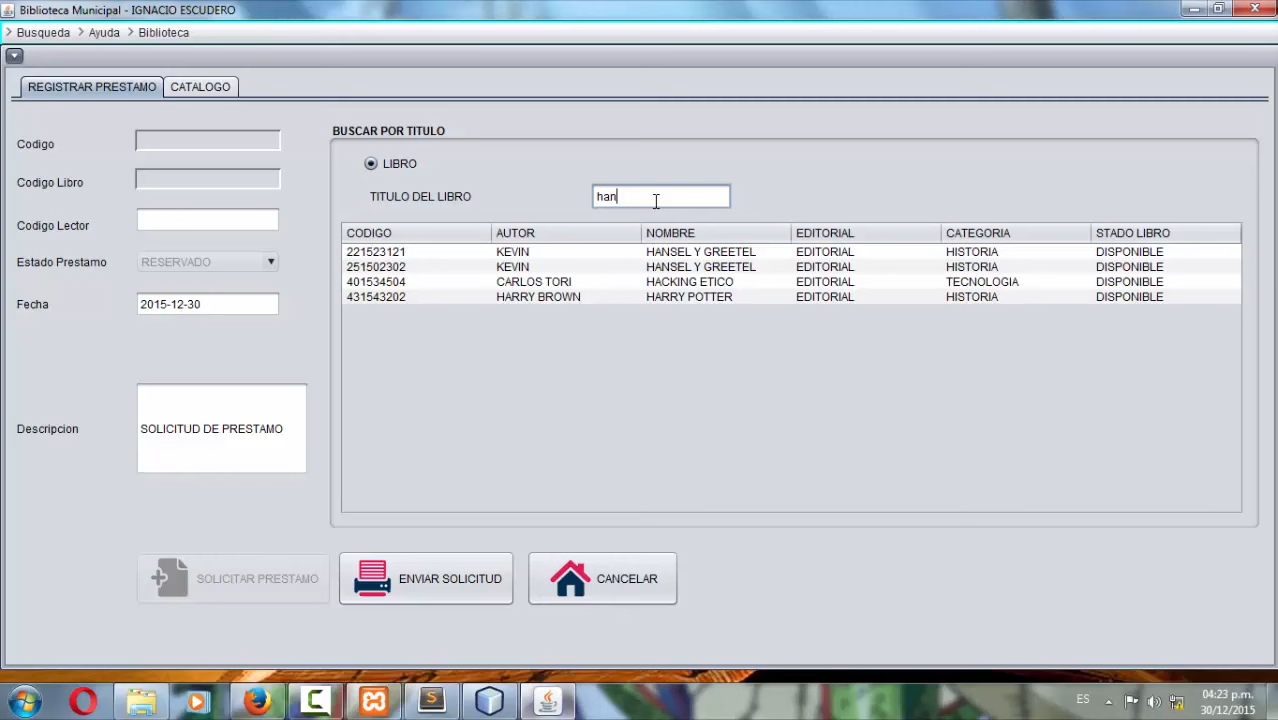 Biblioteca Municipal - IGNACIO ESCUDERO
Busqueda Ayuda Biblioteca
REGISTRAR PRESTAMO CATALOGO
Codigo
Codigo Libro
Codigo Lector
Estado Prestamo RESERVADO
Fecha 2015-12-30
Descripcion SOLICITUD DE PRESTAMO
BUSCAR POR TITULO
LIBRO
TITULO DEL LIBRO han
CODIGO AUTOR NOMBRE EDITORIAL CATEGORIA STADO LIBRO
221523121 KEVIN HANSEL Y GREETEL EDITORIAL HISTORIA DISPONIBLE
251502302 KEVIN HANSEL Y GREETEL EDITORIAL HISTORIA DISPONIBLE
401534504 CARLOS TORI HACKING ETICO EDITORIAL TECNOLOGIA DISPONIBLE
431543202 HARRY BROWN HARRY POTTER EDITORIAL HISTORIA DISPONIBLE
SOLICITAR PRESTAMO ENVIAR SOLICITUD CANCELAR
ES 04:23 p.m.
30/12/2015